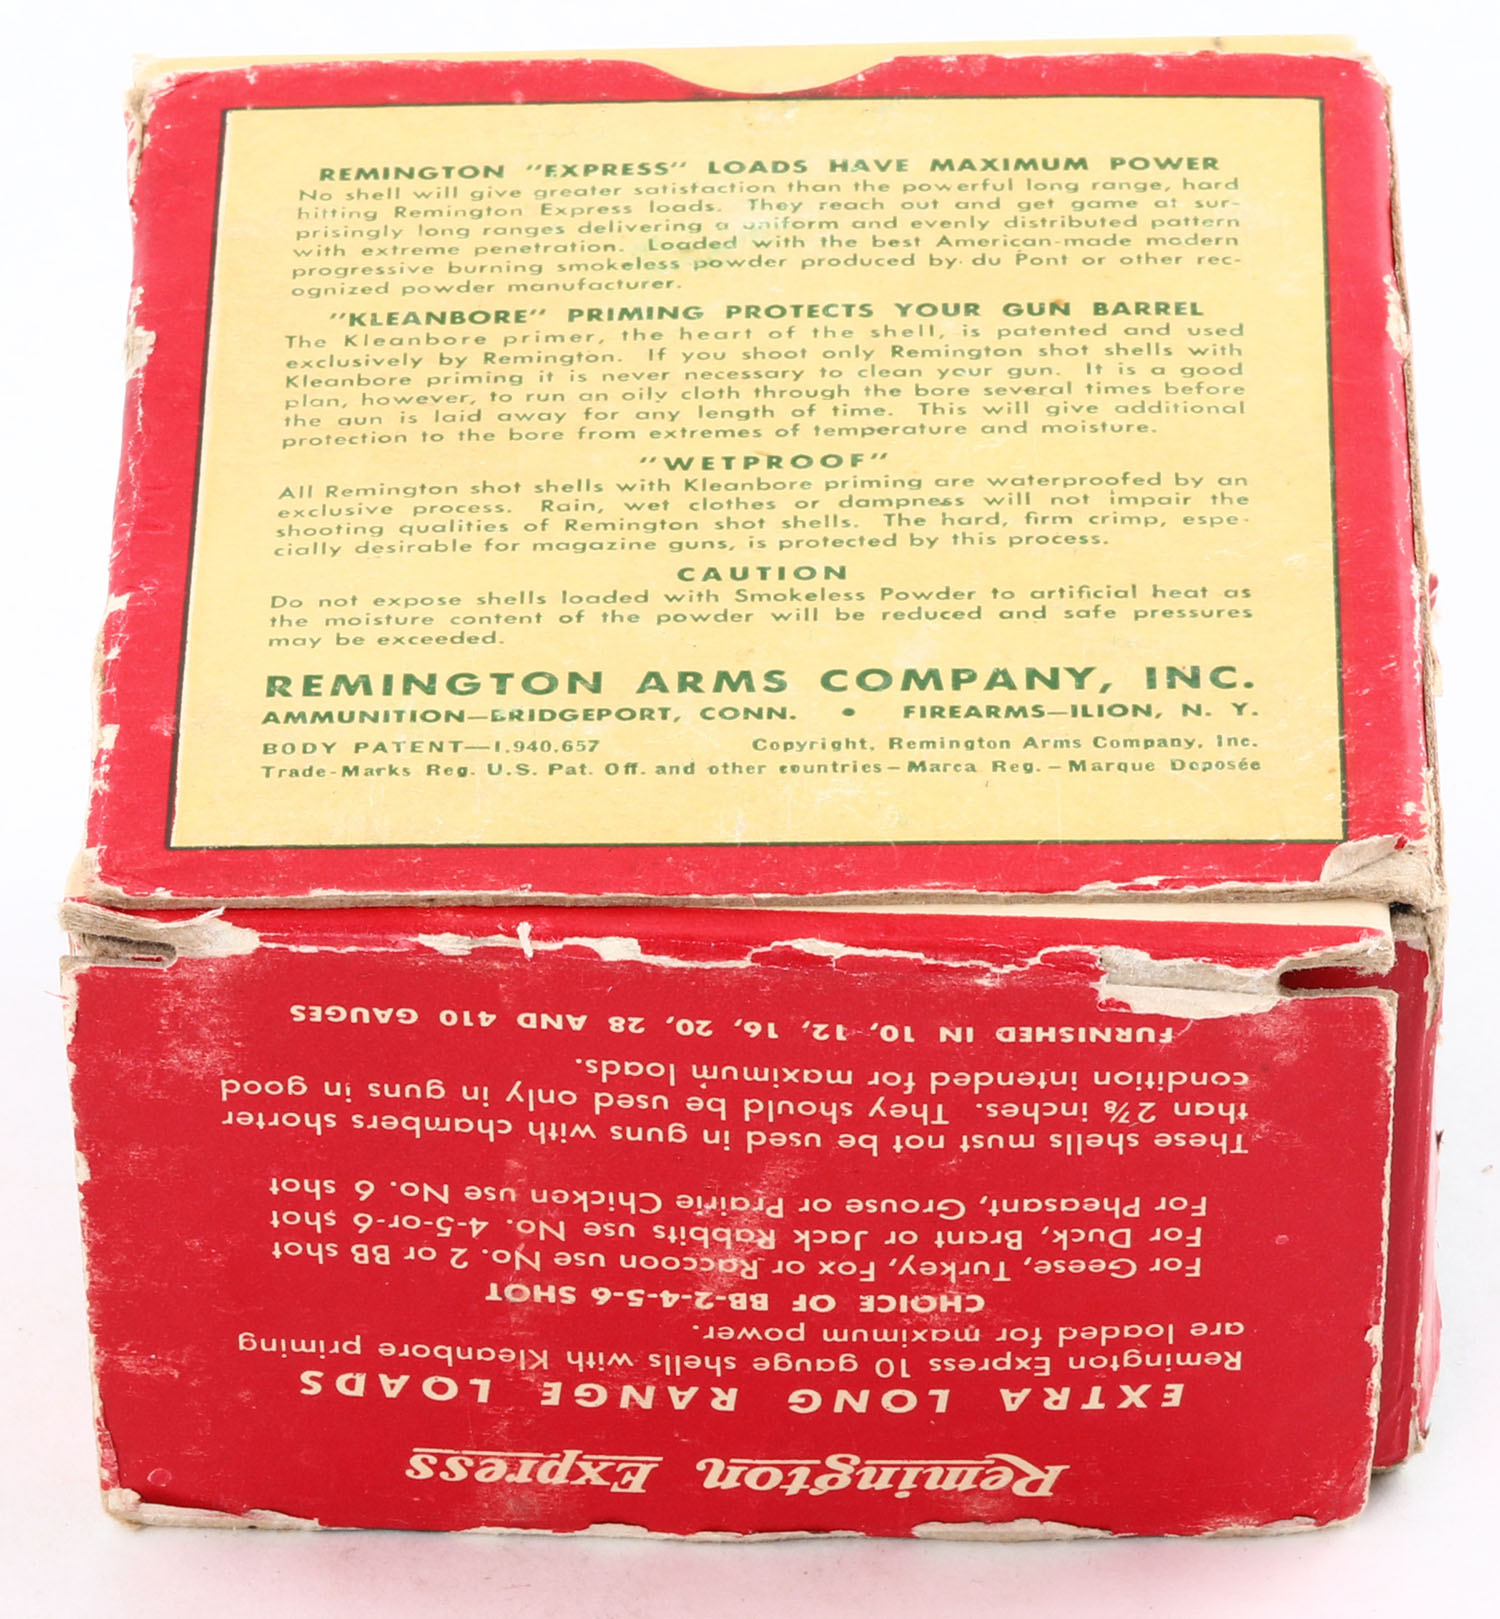 REMINGTON "EXPRESS" LOADS HAVE MAXIMUM POWER
No shell will give greater satisfaction than the powerful long range, hard
hitting Remington Express loads. They reach out and get game at sur-
prisingly long ranges delivering a uniform and evenly distributed pattern
with extreme penetration. Loaded with the best American-made modern
progressive burning smokeless powder produced by du Pont or other rec-
ognized powder manufacturer.
"KLEANBORE" PRIMING PROTECTS YOUR GUN BARREL
The Kleanbore primer, the heart of the shell, is patented and used
exclusively by Remington. If you shoot only Remington shot shells with
Kleanbore priming it is never necessary to clean your gun. It is a good
plan, however, to run an oily cloth through the bore several times before
the gun is laid away for any length of time. This will give additional
protection to the bore from extremes of temperature and moisture.
"WETPROOF"
All Remington shot shells with Kleanbore priming are waterproofed by an
exclusive process. Rain, wet clothes or dampness will not impair the
shooting qualities of Remington shot shells. The hard, firm crimp, espe-
cially desirable for magazine guns, is protected by this process.
CAUTION
Do not expose shells loaded with Smokeless Powder to artificial heat as
the moisture content of the powder will be reduced and safe pressures
may be exceeded.
REMINGTON ARMS COMPANY, INC.
AMMUNITION—BRIDGEPORT, CONN. • FIREARMS—ILION, N. Y.
BODY PATENT—1,940,657 Copyright, Remington Arms Company, Inc.
Trade-Marks Reg. U.S. Pat. Off. and other countries – Marca Reg. – Marque Deposée
Remington Express
EXTRA LONG RANGE LOADS
Remington Express 10 gauge shells with Kleanbore priming
are loaded for maximum power.
CHOICE OF BB-2-4-5-6 SHOT
For Geese, Turkey, Fox or Raccoon use No. 2 or BB shot
For Duck, Brant or Jack Rabbits use No. 4-5-or-6 shot
For Pheasant, Grouse or Prairie Chicken use No. 6 shot
These shells must not be used in guns with chambers shorter
than 2⅞ inches. They should be used only in guns in good
condition intended for maximum loads.
FURNISHED IN 10, 12, 16, 20, 28 AND 410 GAUGES